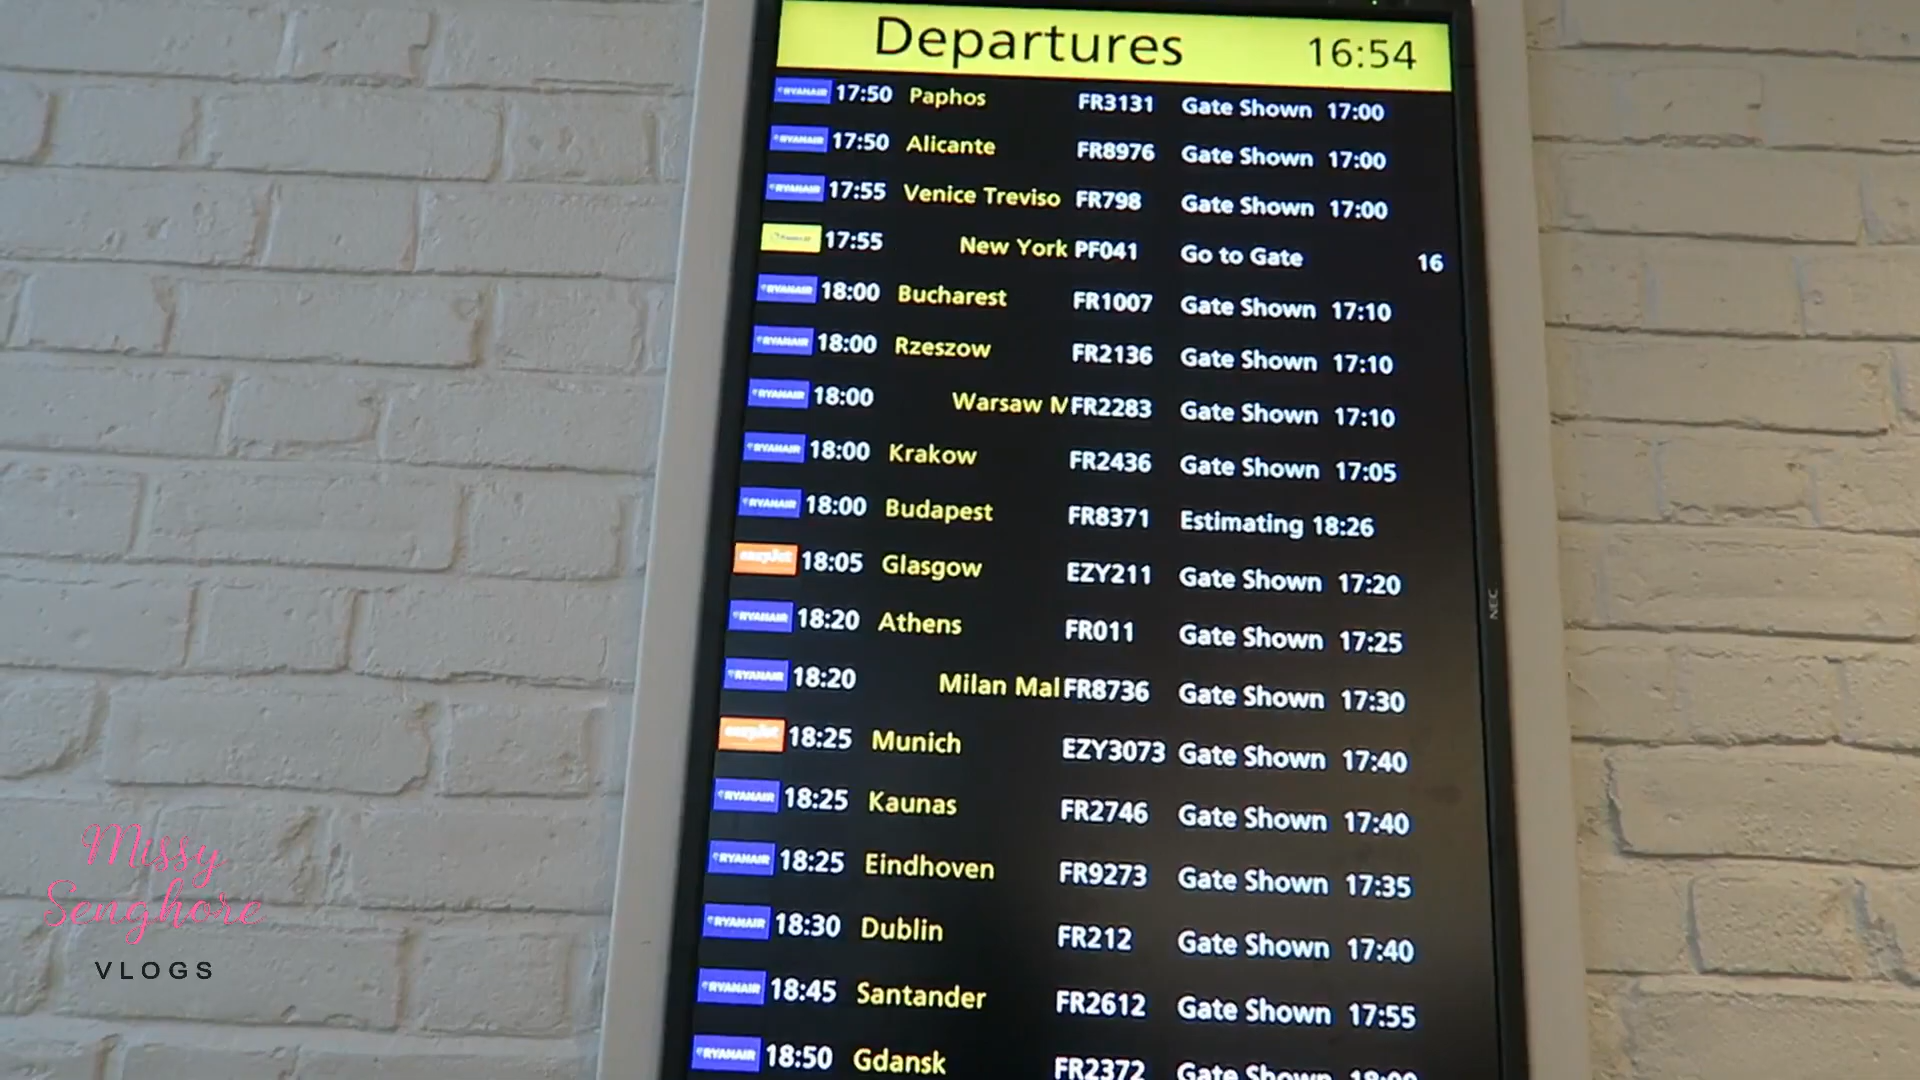 Departures 16:54
RYANAIR 17:50 Paphos FR3131 Gate Shown 17:00
RYANAIR 17:50 Alicante FR8976 Gate Shown 17:00
RYANAIR 17:55 Venice Treviso FR798 Gate Shown 17:00
17:55 New York PF041 Go to Gate 16
RYANAIR 18:00 Bucharest FR1007 Gate Shown 17:10
RYANAIR 18:00 Rzeszow FR2136 Gate Shown 17:10
RYANAIR 18:00 Warsaw M FR2283 Gate Shown 17:10
RYANAIR 18:00 Krakow FR2436 Gate Shown 17:05
RYANAIR 18:00 Budapest FR8371 Estimating 18:26
easyJet 18:05 Glasgow EZY211 Gate Shown 17:20
RYANAIR 18:20 Athens FR011 Gate Shown 17:25
RYANAIR 18:20 Milan Mal FR8736 Gate Shown 17:30
easyJet 18:25 Munich EZY3073 Gate Shown 17:40
RYANAIR 18:25 Kaunas FR2746 Gate Shown 17:40
RYANAIR 18:25 Eindhoven FR9273 Gate Shown 17:35
RYANAIR 18:30 Dublin FR212 Gate Shown 17:40
RYANAIR 18:45 Santander FR2612 Gate Shown 17:55
RYANAIR 18:50 Gdansk FR2372 Gate Shown 18:00
NEC
Missy
Senghore
VLOGS